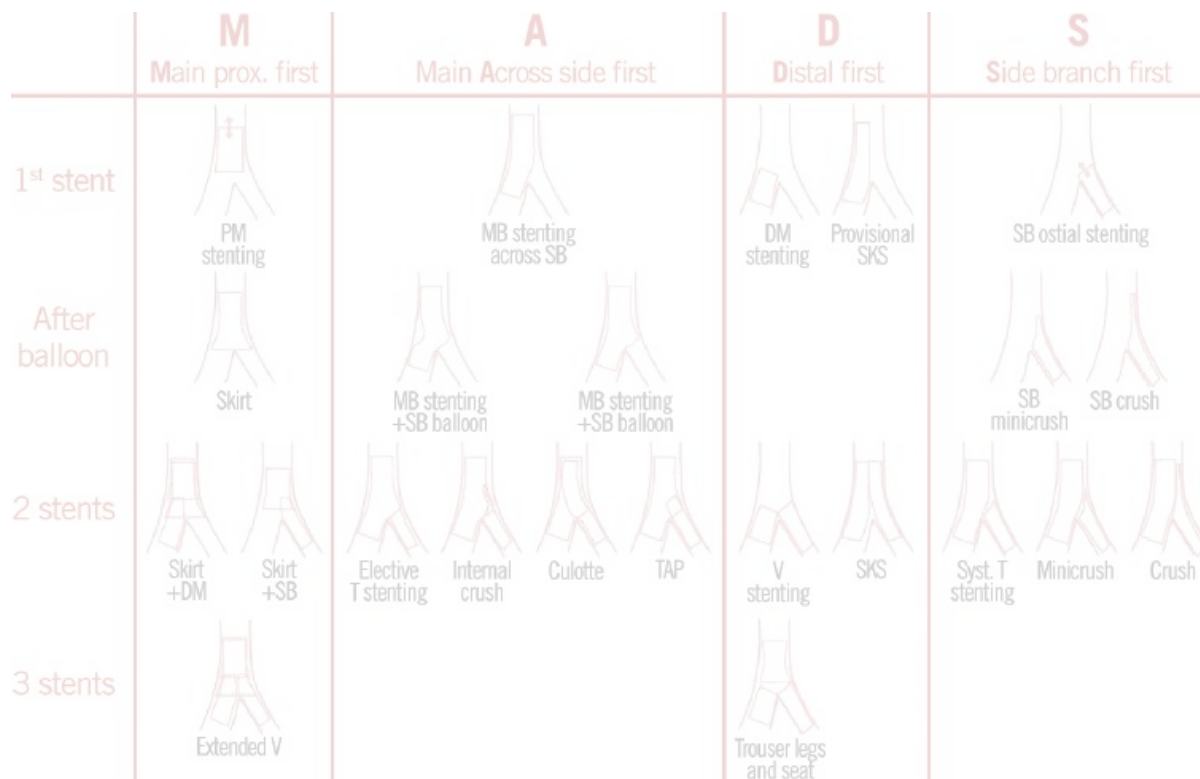 M
Main prox. first
A
Main Across side first
D
Distal first
S
Side branch first
1st stent
PM
stenting
MB stenting
across SB
DM
stenting
Provisional
SKS
SB ostial stenting
After
balloon
Skirt
MB stenting
+SB balloon
MB stenting
+SB balloon
SB
minicrush
SB crush
2 stents
Skirt
+DM
Skirt
+SB
Elective
T stenting
Internal
crush
Culotte
TAP
V
stenting
SKS
Syst. T
stenting
Minicrush
Crush
3 stents
Extended V
Trouser legs
and seat